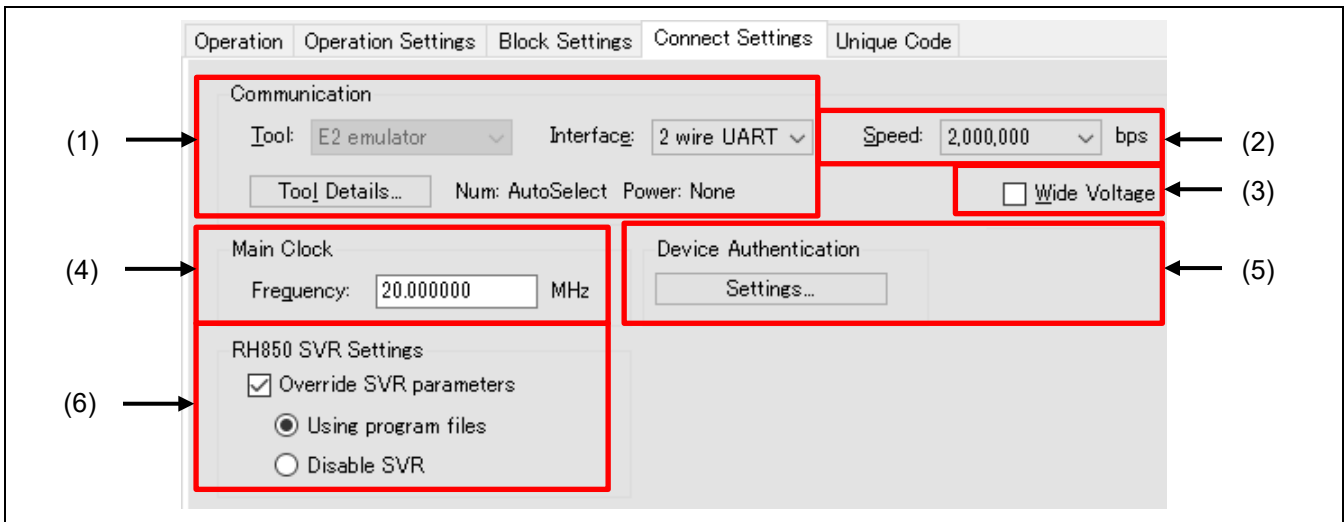 Operation Operation Settings Block Settings Connect Settings Unique Code
Communication
(1) Tool: E2 emulator Interface: 2 wire UART Speed: 2,000,000 bps (2)
Tool Details... Num: AutoSelect Power: None Wide Voltage (3)
Main Clock Device Authentication
(4) Frequency: 20.000000 MHz Settings... (5)
RH850 SVR Settings
Override SVR parameters
(6)
Using program files
Disable SVR